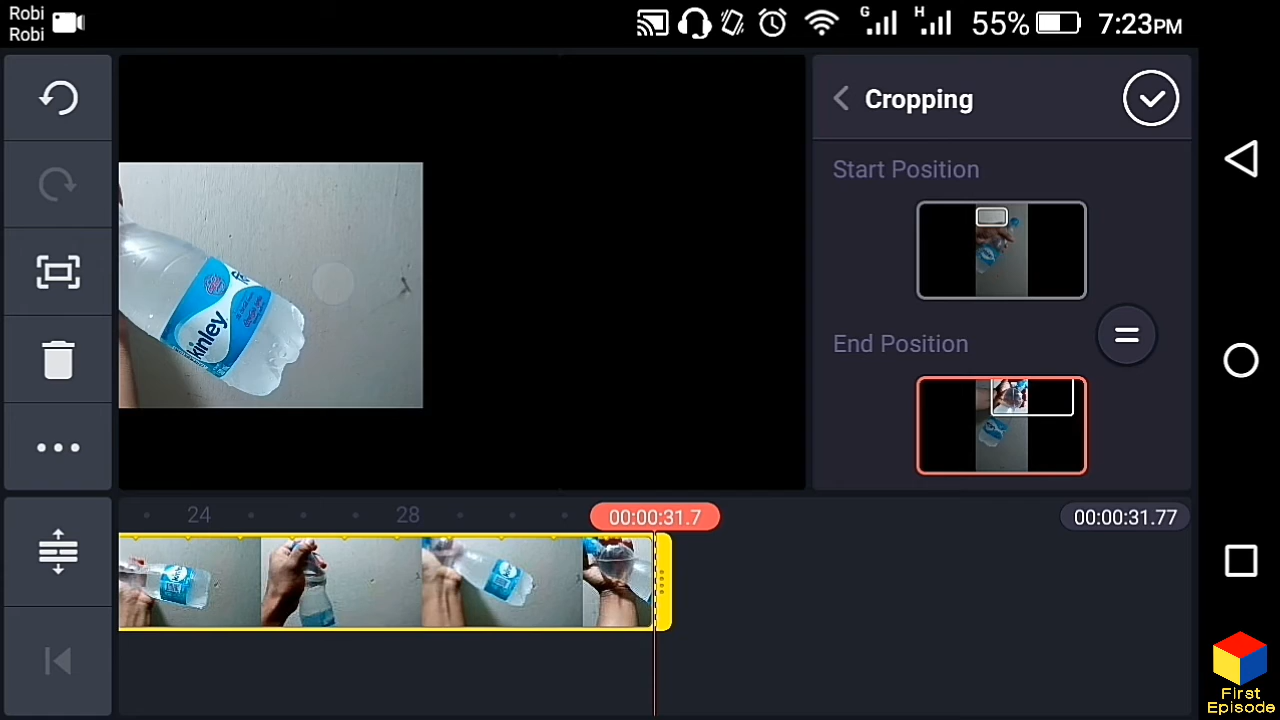 Robi
Robi
G
H
55%
7:23PM
Cropping
Start Position
End Position
kinley
24
28
00:00:31.7
00:00:31.77
First
Episode